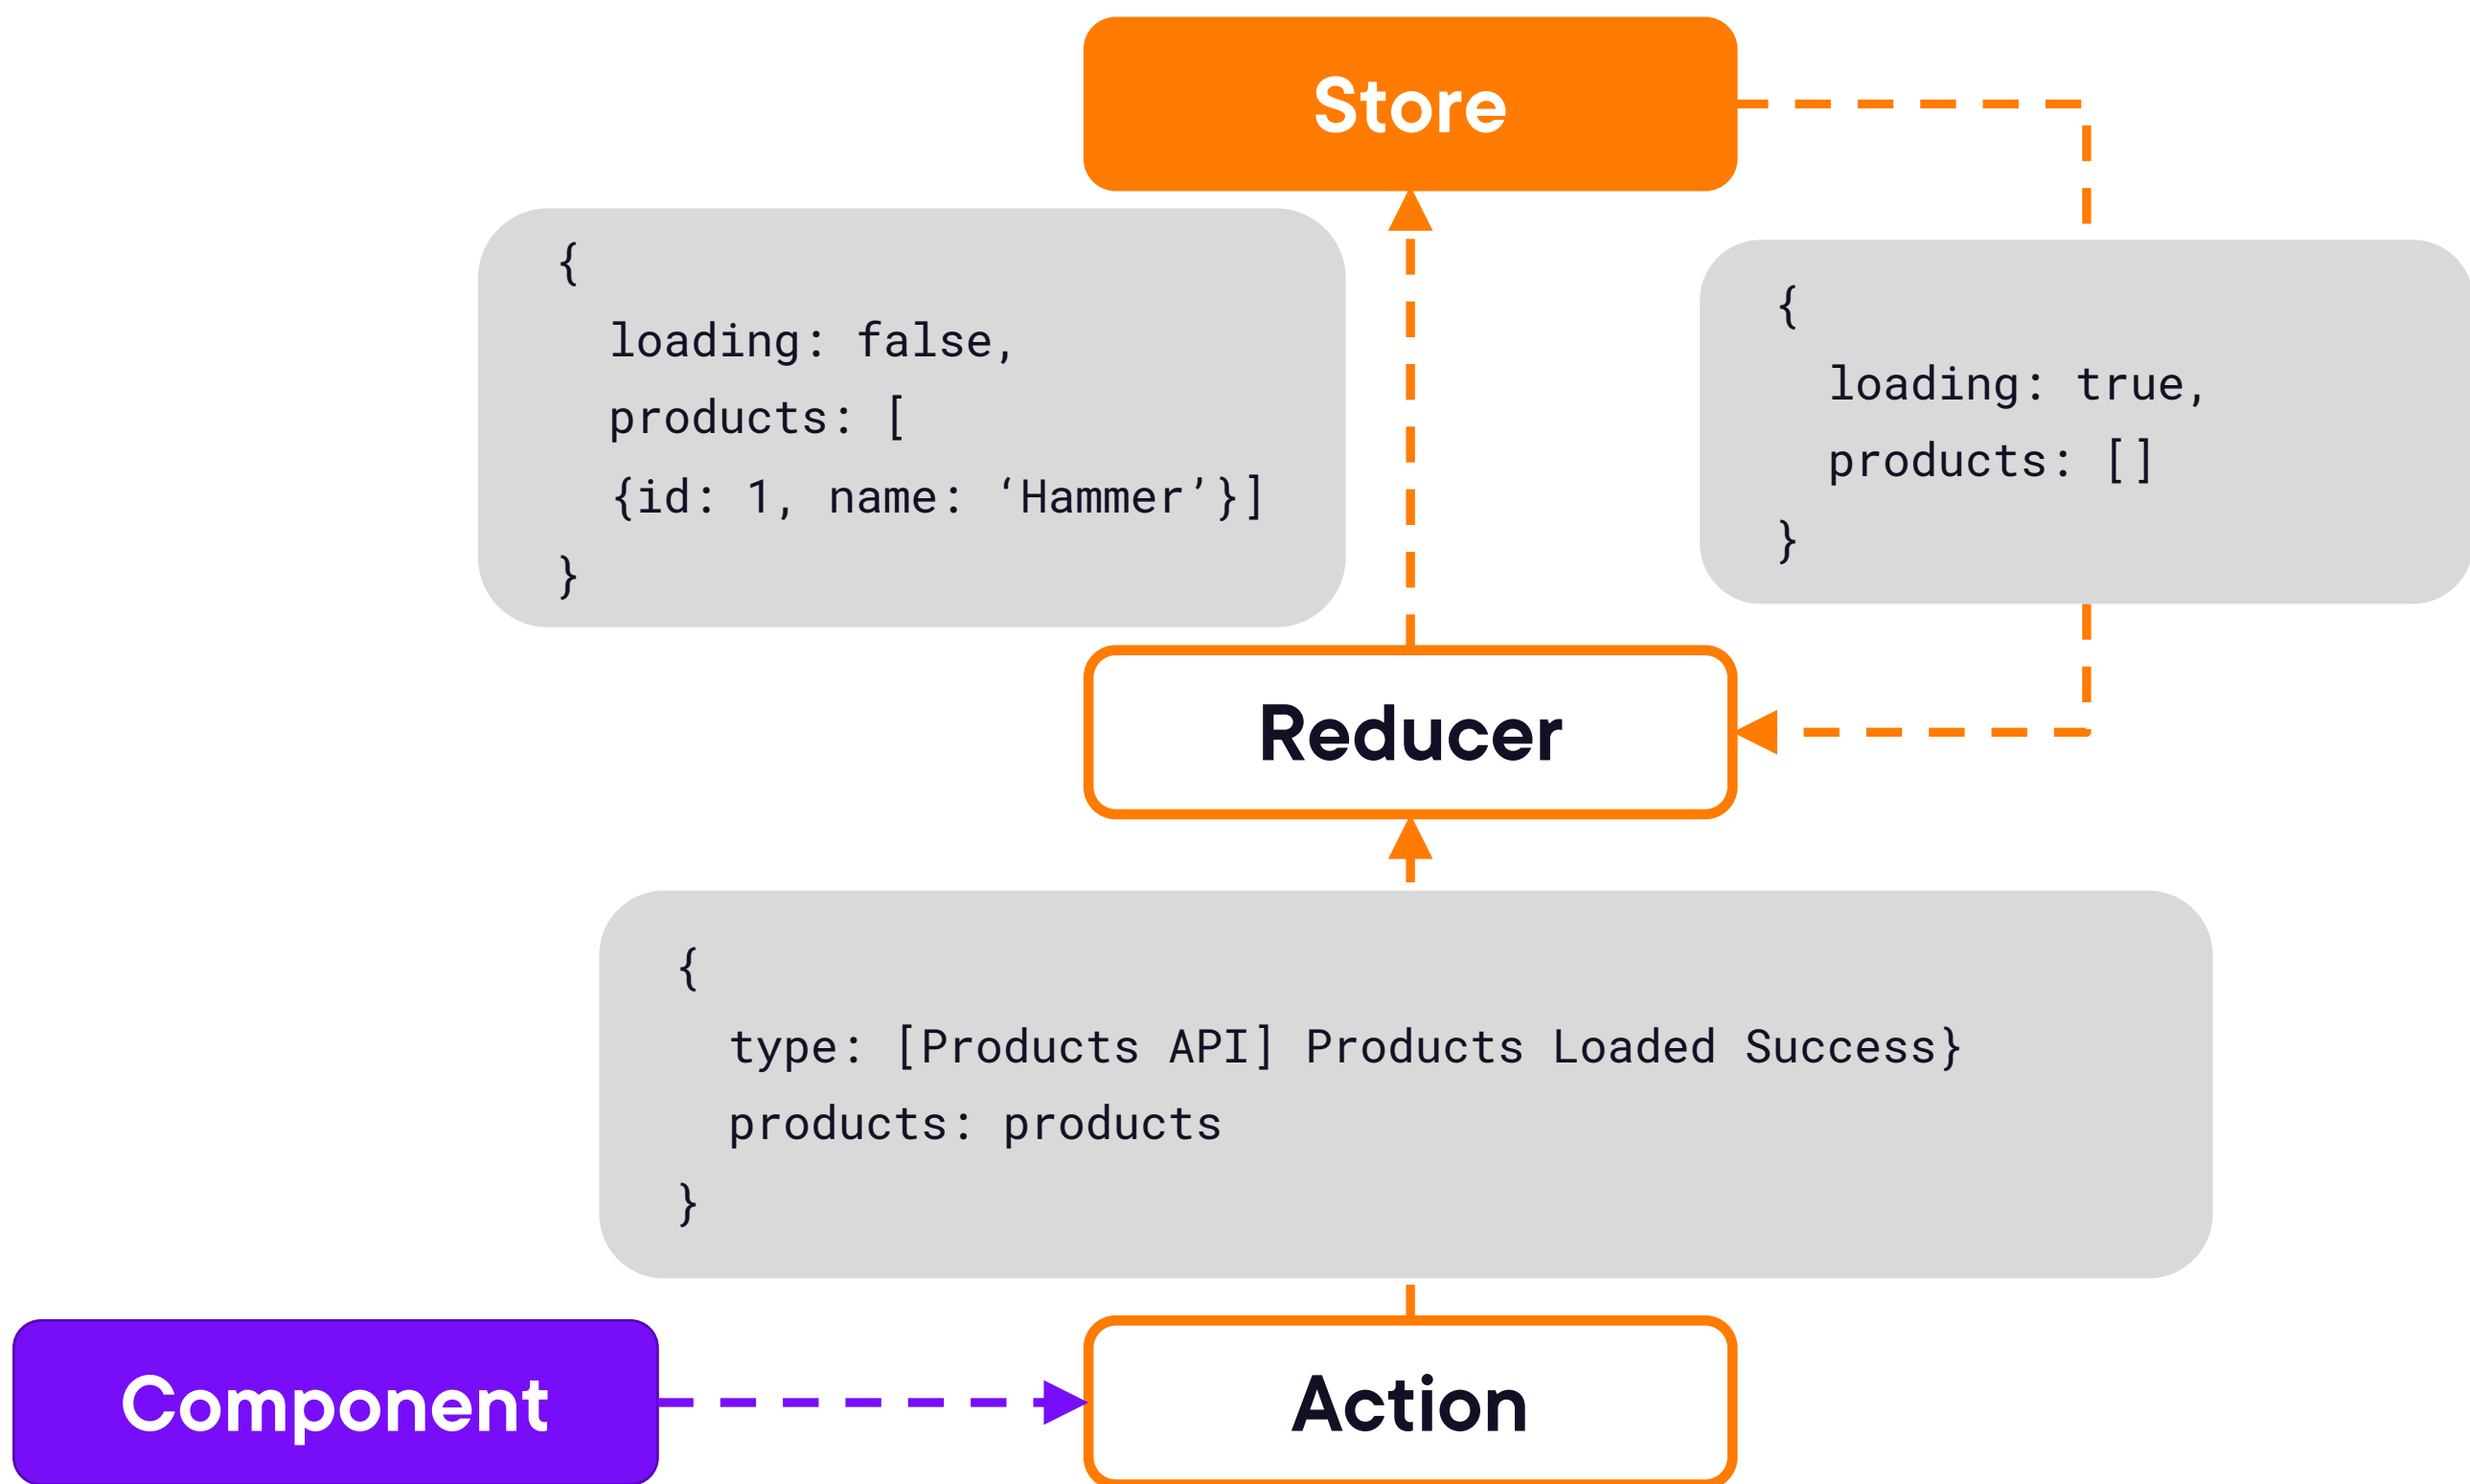 Store
{
loading: false,
products: [
{id: 1, name: ‘Hammer’}]
}
{
loading: true,
products: []
}
Reducer
{
type: [Products API] Products Loaded Success}
products: products
}
Component
Action